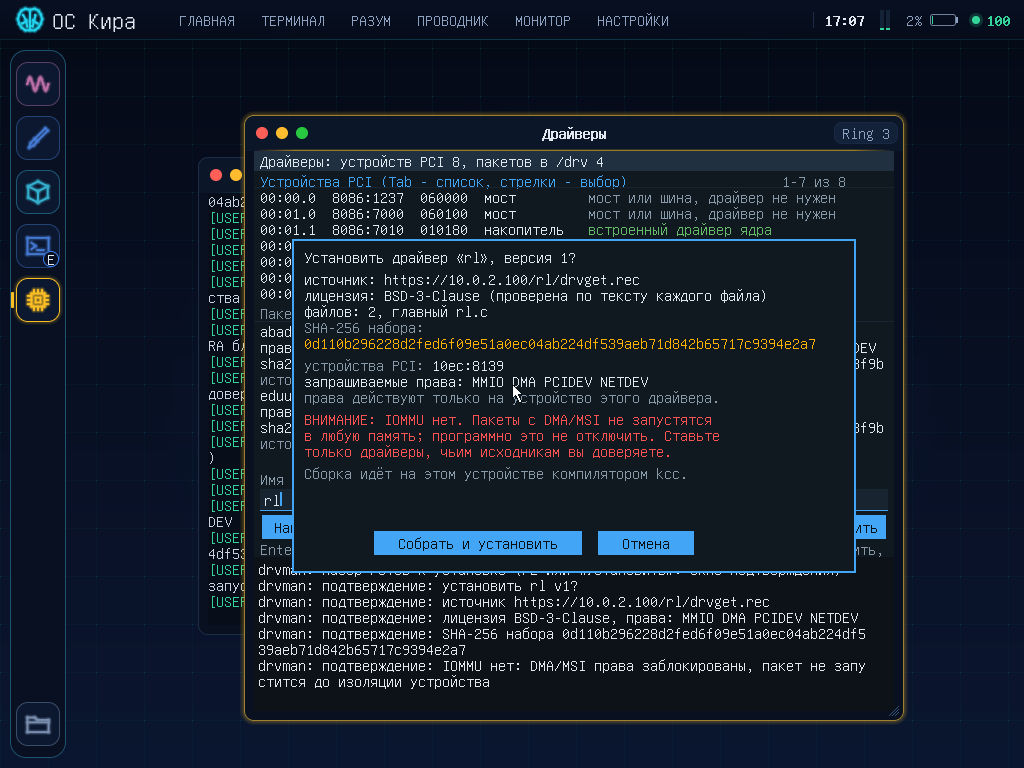 ОС Кира
ГЛАВНАЯ ТЕРМИНАЛ РАЗУМ ПРОВОДНИК МОНИТОР НАСТРОЙКИ
17:07 2% 100
Драйверы
Ring 3
Драйверы: устройств PCI 8, пакетов в /drv 4
Устройства PCI (Tab - список, стрелки - выбор) 1-7 из 8
00:00.0 8086:1237 060000 мост мост или шина, драйвер не нужен
00:01.0 8086:7000 060100 мост мост или шина, драйвер не нужен
00:01.1 8086:7010 010180 накопитель встроенный драйвер ядра
Установить драйвер «rl», версия 1?
источник: https://10.0.2.100/rl/drvget.rec
лицензия: BSD-3-Clause (проверена по тексту каждого файла)
файлов: 2, главный rl.c
SHA-256 набора:
0d110b296228d2fed6f09e51a0ec04ab224df539aeb71d842b65717c9394e2a7
устройства PCI: 10ec:8139
запрашиваемые права: MMIO DMA PCIDEV NETDEV
права действуют только на устройство этого драйвера.
ВНИМАНИЕ: IOMMU нет. Пакеты с DMA/MSI не запустятся
в любую память; программно это не отключить. Ставьте
только драйверы, чьим исходникам вы доверяете.
Сборка идёт на этом устройстве компилятором kcc.
Собрать и установить Отмена
Имя
rl
drvman: подтверждение: установить rl v1?
drvman: подтверждение: источник https://10.0.2.100/rl/drvget.rec
drvman: подтверждение: лицензия BSD-3-Clause, права: MMIO DMA PCIDEV NETDEV
drvman: подтверждение: SHA-256 набора 0d110b296228d2fed6f09e51a0ec04ab224df5
39aeb71d842b65717c9394e2a7
drvman: подтверждение: IOMMU нет: DMA/MSI права заблокированы, пакет не запу
стится до изоляции устройства